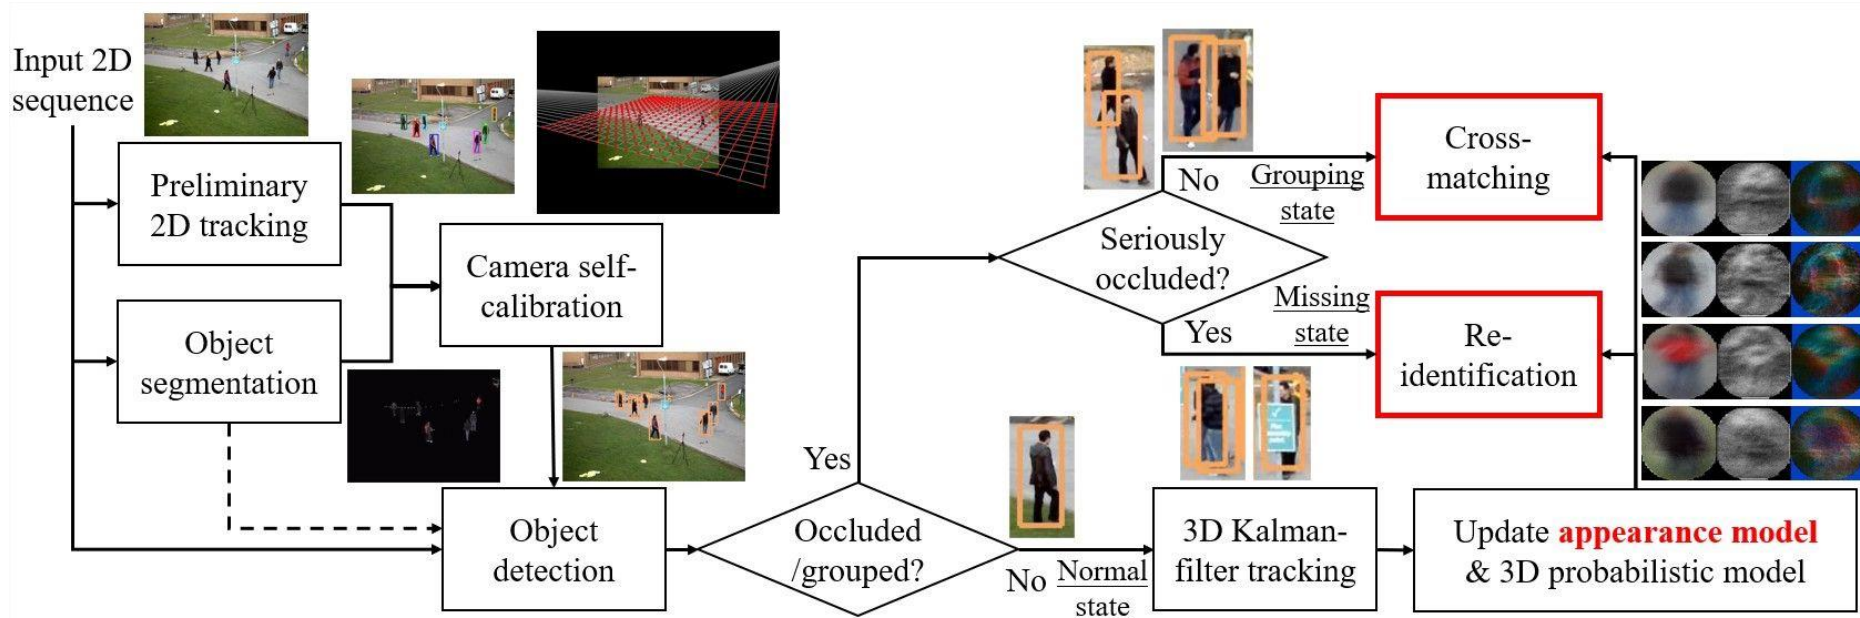 Input 2D
sequence
Preliminary
2D tracking
Object
segmentation
Camera self-
calibration
Object
detection
Occluded
/grouped?
Yes
No
Normal
state
Seriously
occluded?
No
Grouping
state
Yes
Missing
state
Cross-
matching
Re-
identification
3D Kalman-
filter tracking
Update appearance model
& 3D probabilistic model